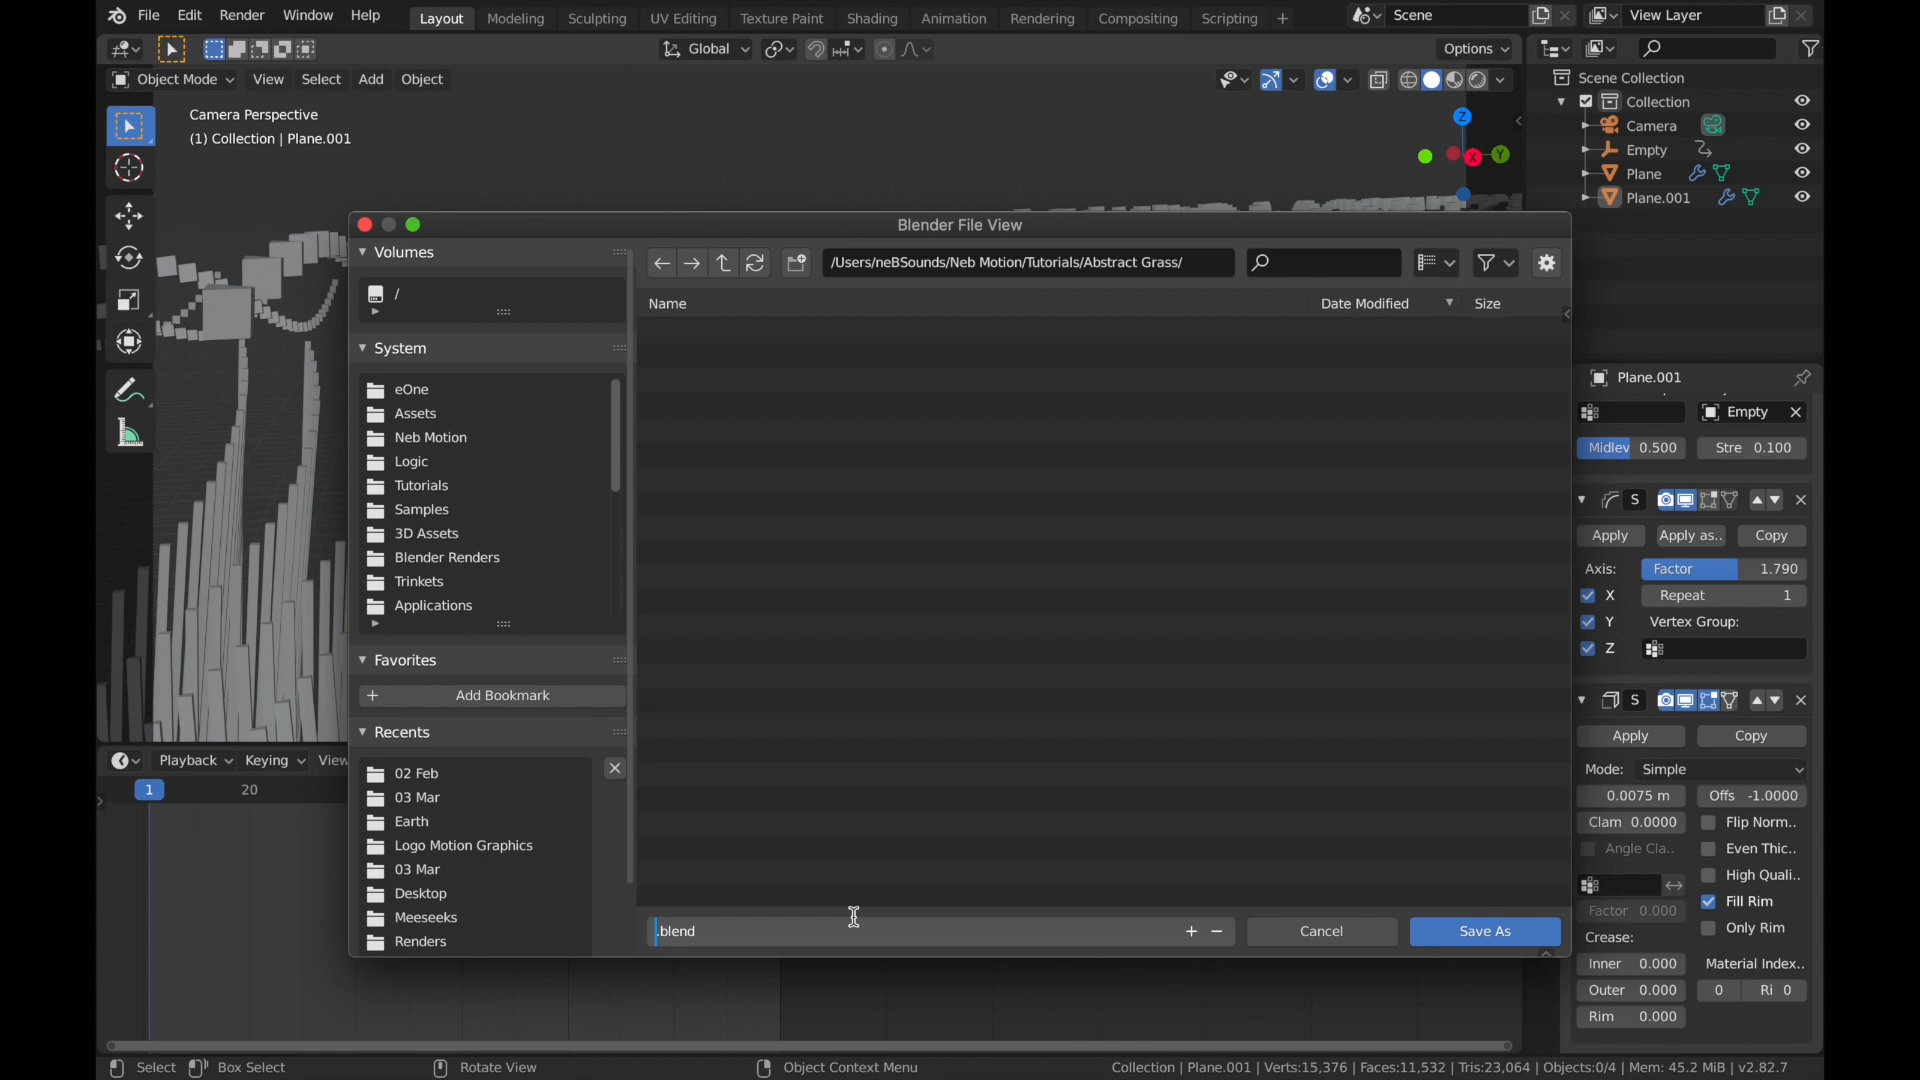 File Edit Render Window Help Layout Modeling Sculpting UV Editing Texture Paint Shading Animation Rendering Compositing Scripting + Scene View Layer
Global Options
Object Mode View Select Add Object
Scene Collection
Collection
Camera
Empty
Plane
Plane.001
Camera Perspective
(1) Collection | Plane.001
Z
X
Y
Blender File View
Volumes
/
/Users/neBSounds/Neb Motion/Tutorials/Abstract Grass/
Name Date Modified Size
System
eOne
Assets
Neb Motion
Logic
Tutorials
Samples
3D Assets
Blender Renders
Trinkets
Applications
Favorites
+ Add Bookmark
Recents
02 Feb
03 Mar
Earth
Logo Motion Graphics
03 Mar
Desktop
Meeseeks
Renders
.blend + − Cancel Save As
Plane.001
Empty
Midlev 0.500 Stre 0.100
S
Apply Apply as.. Copy
Axis: Factor 1.790
X Repeat 1
Y Vertex Group:
Z
S
Apply Copy
Mode: Simple
0.0075 m Offs -1.0000
Clam 0.0000 Flip Norm..
Angle Cla.. Even Thic..
High Quali..
Factor 0.000 Fill Rim
Crease: Only Rim
Inner 0.000 Material Index..
Outer 0.000 0 Ri 0
Rim 0.000
Playback Keying View
1 20
Select Box Select Rotate View Object Context Menu Collection | Plane.001 | Verts:15,376 | Faces:11,532 | Tris:23,064 | Objects:0/4 | Mem: 45.2 MiB | v2.82.7